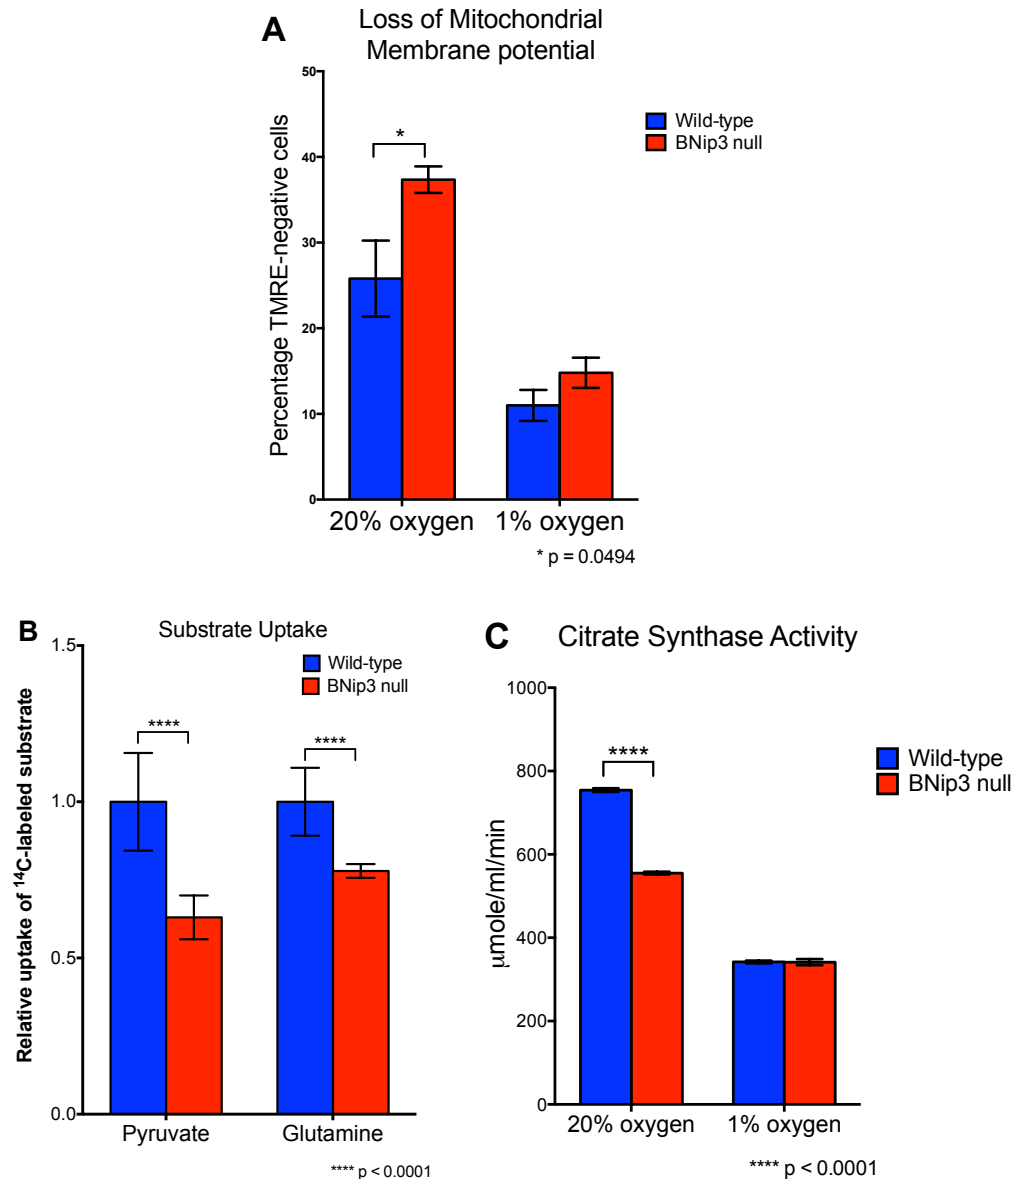 A
Loss of Mitochondrial
Membrane potential
Percentage TMRE-negative cells
50
40
30
20
10
0
*
Wild-type
BNip3 null
20% oxygen
1% oxygen
* p = 0.0494
B
Substrate Uptake
Relative uptake of ¹⁴C-labeled substrate
1.5
1.0
0.5
0.0
Wild-type
BNip3 null
****
****
Pyruvate
Glutamine
**** p < 0.0001
C
Citrate Synthase Activity
μmole/ml/min
1000
800
600
400
200
0
****
Wild-type
BNip3 null
20% oxygen
1% oxygen
**** p < 0.0001